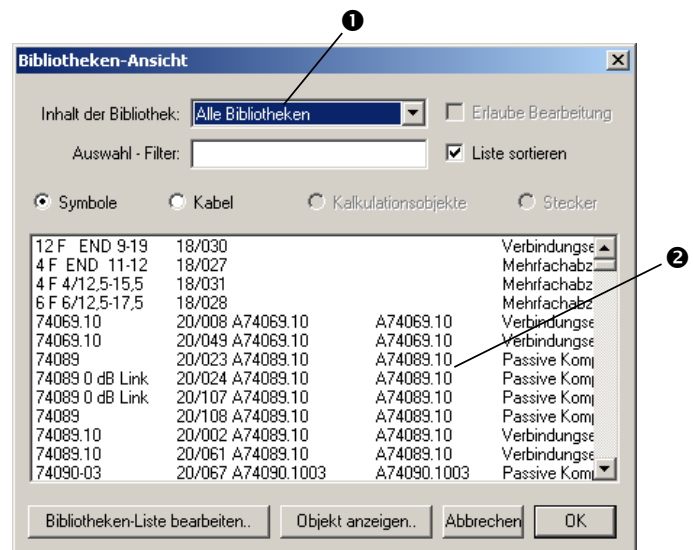 ❶
Bibliotheken-Ansicht
Inhalt der Bibliothek: Alle Bibliotheken Erlaube Bearbeitung
Auswahl - Filter: Liste sortieren
Symbole Kabel Kalkulationsobjekte Stecker
12 F END 9-19 18/030 Verbindungse
4 F END 11-12 18/027 Mehrfachabz
4 F 4/12,5-15,5 18/031 Mehrfachabz
6 F 6/12,5-17,5 18/028 Mehrfachabz
❷
74069.10 20/008 A74069.10 A74069.10 Verbindungse
74069.10 20/049 A74069.10 A74069.10 Verbindungse
74089 20/023 A74089.10 A74089.10 Passive Komp
74089 0 dB Link 20/024 A74089.10 A74089.10 Passive Komp
74089 0 dB Link 20/107 A74089.10 A74089.10 Passive Komp
74089 20/108 A74089.10 A74089.10 Passive Komp
74089.10 20/002 A74089.10 A74089.10 Verbindungse
74089.10 20/061 A74089.10 A74089.10 Verbindungse
74090-03 20/067 A74090.1003 A74090.1003 Passive Komp
Bibliotheken-Liste bearbeiten.. Objekt anzeigen.. Abbrechen OK